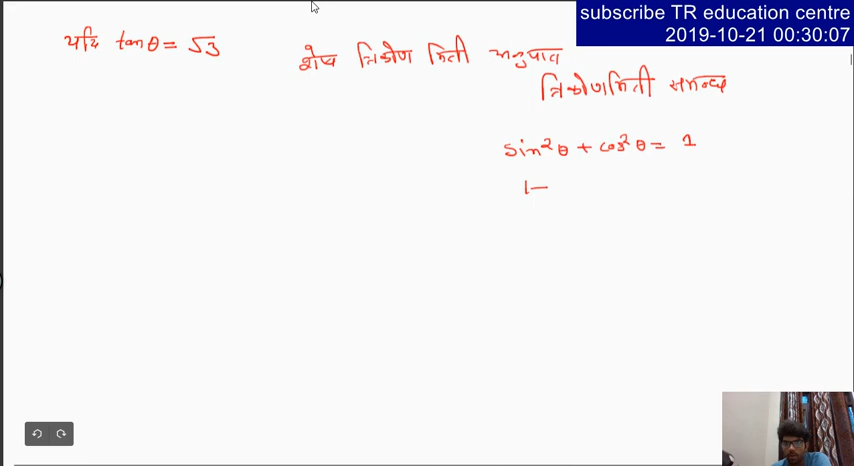 subscribe TR education centre
2019-10-21 00:30:07
यदि tanθ = √3
शेष त्रिकोण मिती अनुपात
त्रिकोणमिती सम्बन्ध
sin²θ + cos²θ = 1
1-